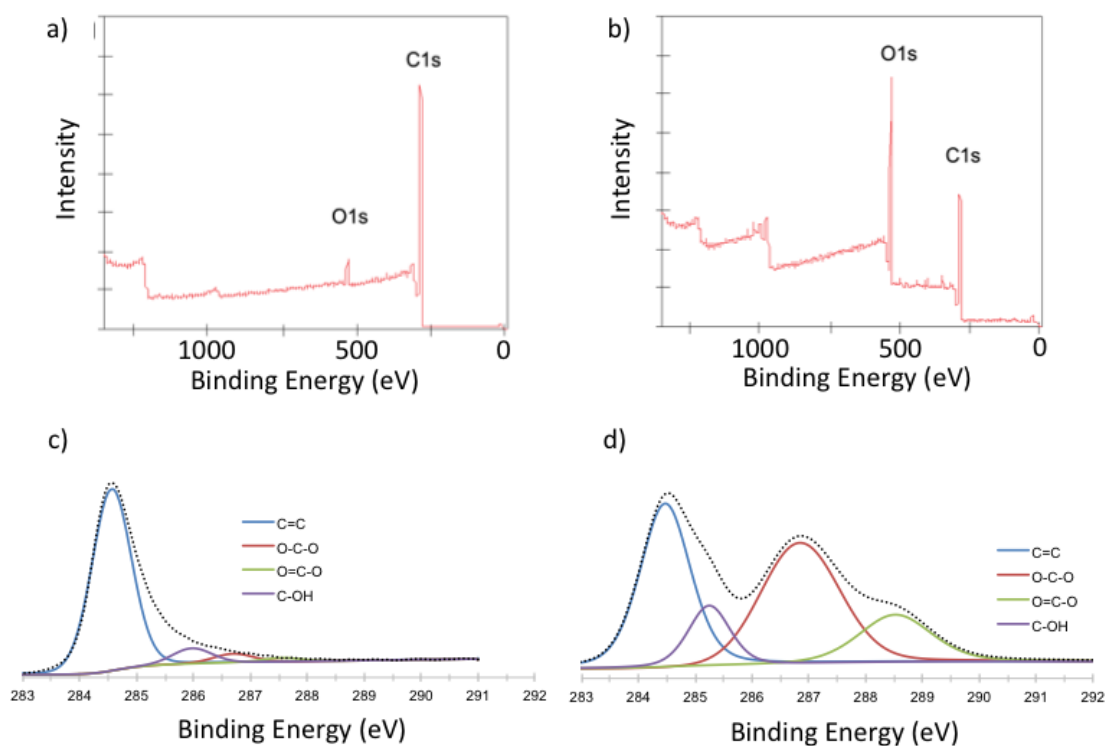 a)
C1s
O1s
Intensity
1000 500 0
Binding Energy (eV)
b)
O1s
C1s
Intensity
1000 500 0
Binding Energy (eV)
c)
C=C
O-C-O
O=C-O
C-OH
283 284 285 286 287 288 289 290 291 292
Binding Energy (eV)
d)
C=C
O-C-O
O=C-O
C-OH
283 284 285 286 287 288 289 290 291 292
Binding Energy (eV)